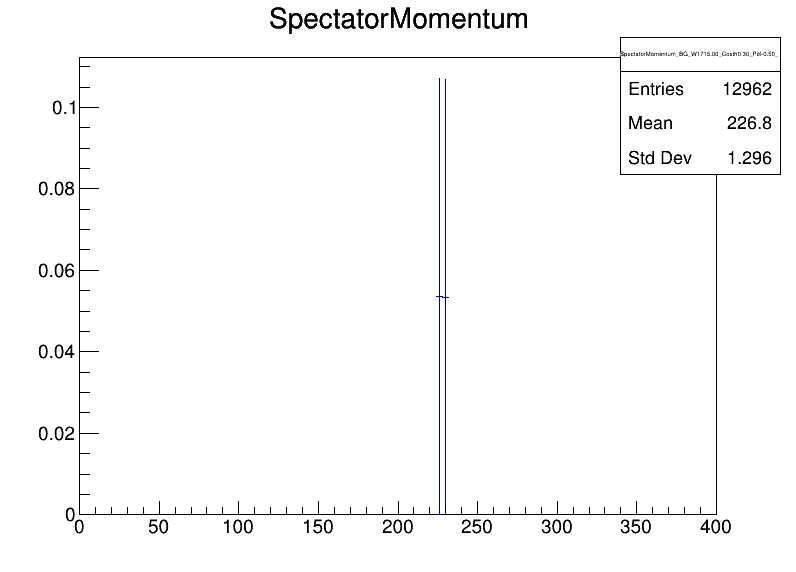 SpectatorMomentum
SpectatorMomentum_BG_W1715.00_Costh0.30_Pol-0.50_
Entries 12962
Mean 226.8
Std Dev 1.296
0.1
0.08
0.06
0.04
0.02
0
0 50 100 150 200 250 300 350 400